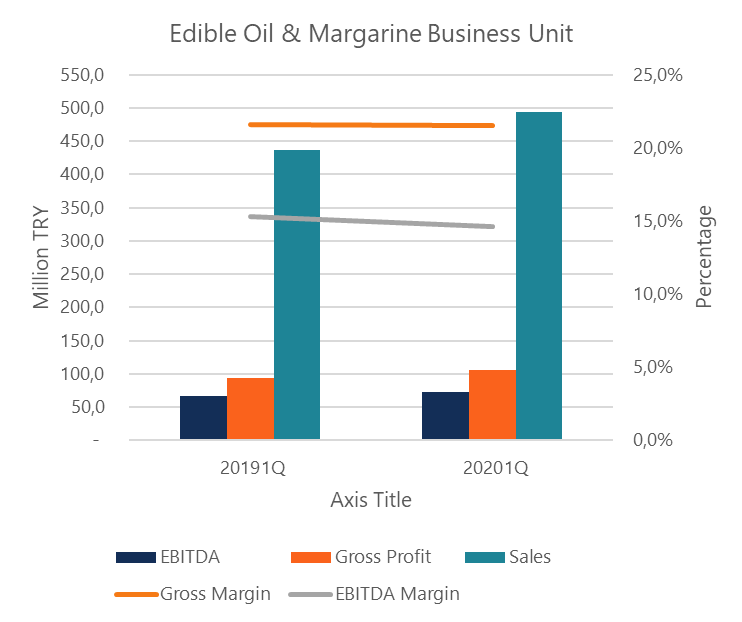 Edible Oil & Margarine Business Unit
550,0
500,0
450,0
400,0
350,0
300,0
250,0
200,0
150,0
100,0
50,0
-
Million TRY
25,0%
20,0%
15,0%
10,0%
5,0%
0,0%
Percentage
20191Q 20201Q
Axis Title
EBITDA Gross Profit Sales
Gross Margin EBITDA Margin